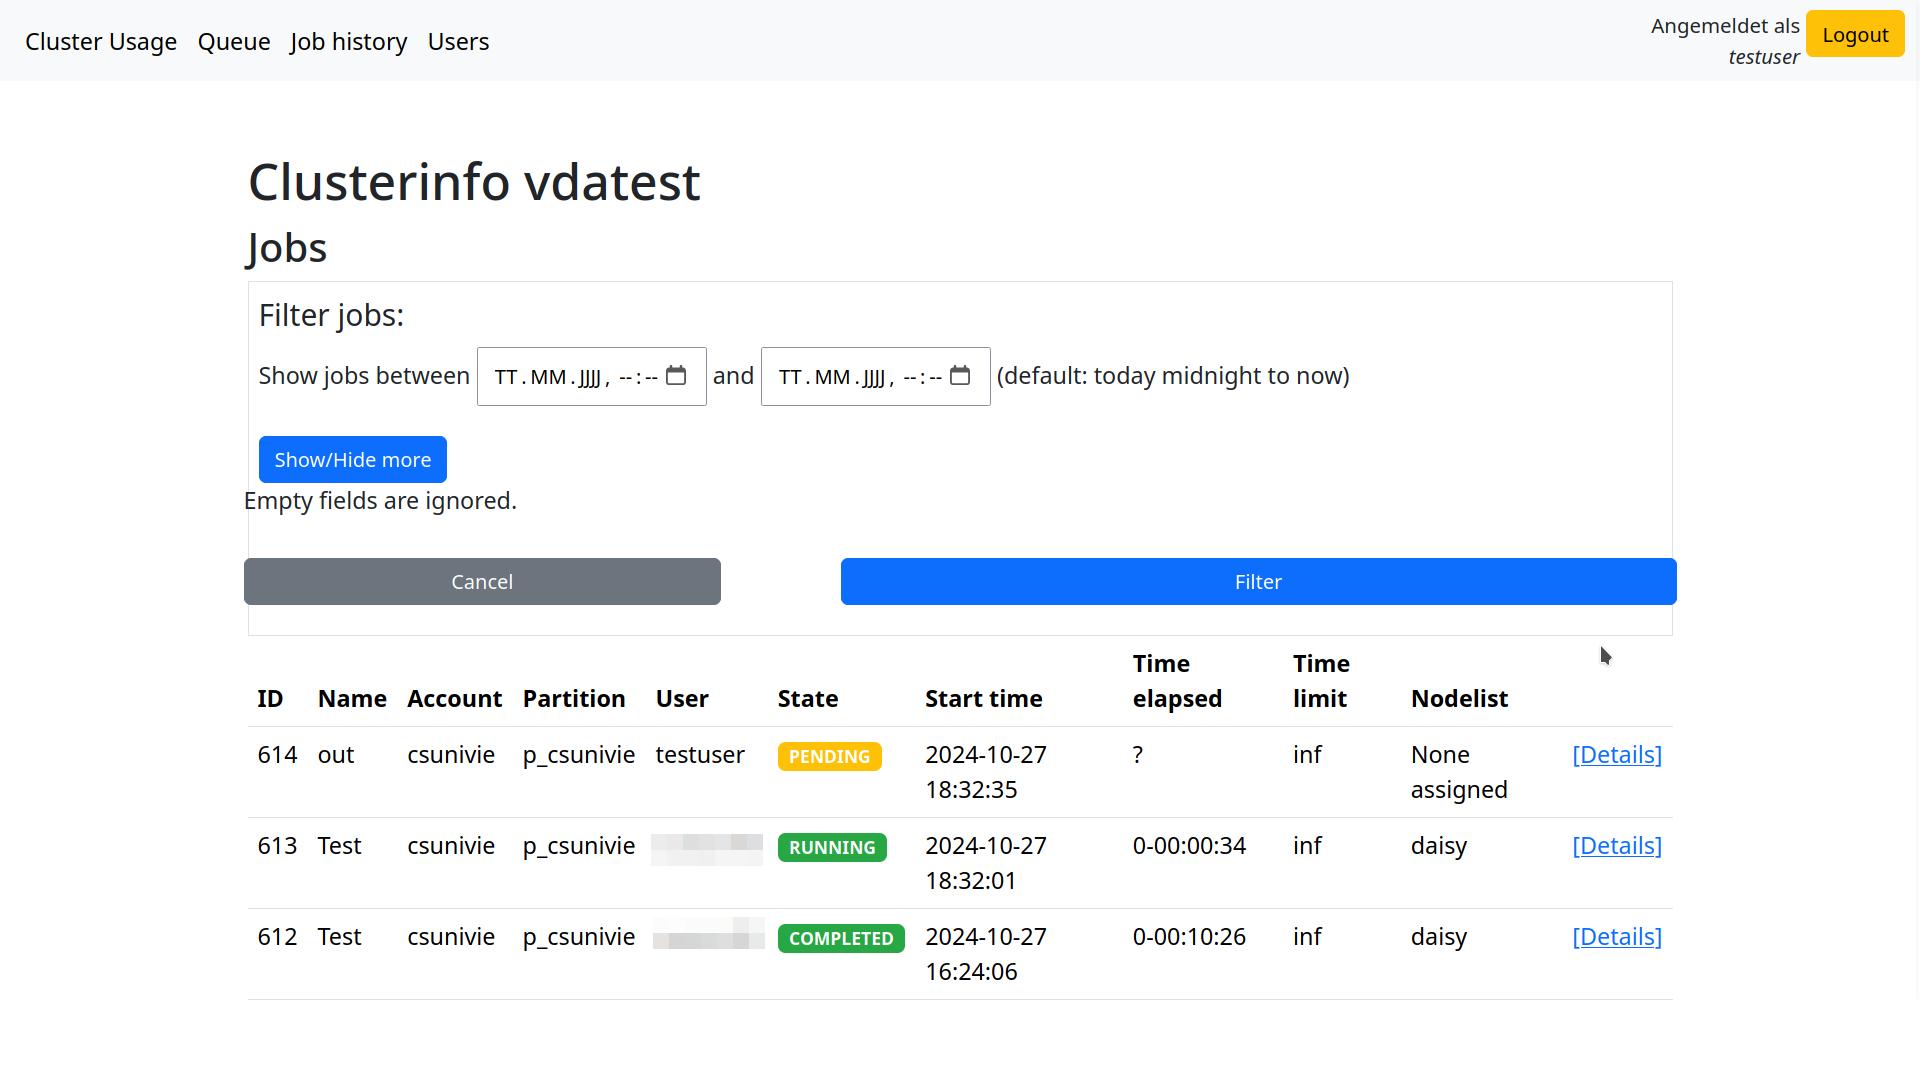 Cluster Usage Queue Job history Users
Angemeldet als
testuser
Logout
Clusterinfo vdatest
Jobs
Filter jobs:
Show jobs between TT.MM.JJJJ, --:-- and TT.MM.JJJJ, --:-- (default: today midnight to now)
Show/Hide more
Empty fields are ignored.
Cancel Filter
ID Name Account Partition User State Start time Time elapsed Time limit Nodelist
614 out csunivie p_csunivie testuser PENDING 2024-10-27 ? inf None [Details]
18:32:35 assigned
613 Test csunivie p_csunivie RUNNING 2024-10-27 0-00:00:34 inf daisy [Details]
18:32:01
612 Test csunivie p_csunivie COMPLETED 2024-10-27 0-00:10:26 inf daisy [Details]
16:24:06